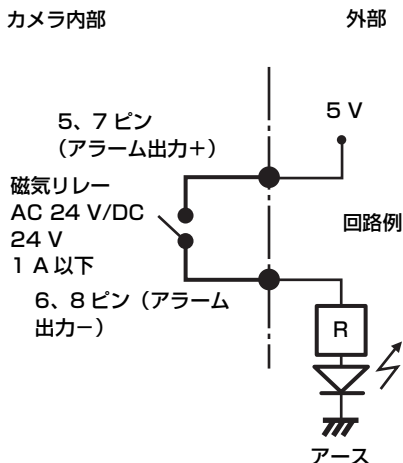 カメラ内部
外部
5、7 ピン
（アラーム出力＋）
5 V
磁気リレー
AC 24 V/DC
24 V
1 A 以下
回路例
6、8 ピン（アラーム
出力－）
R
アース